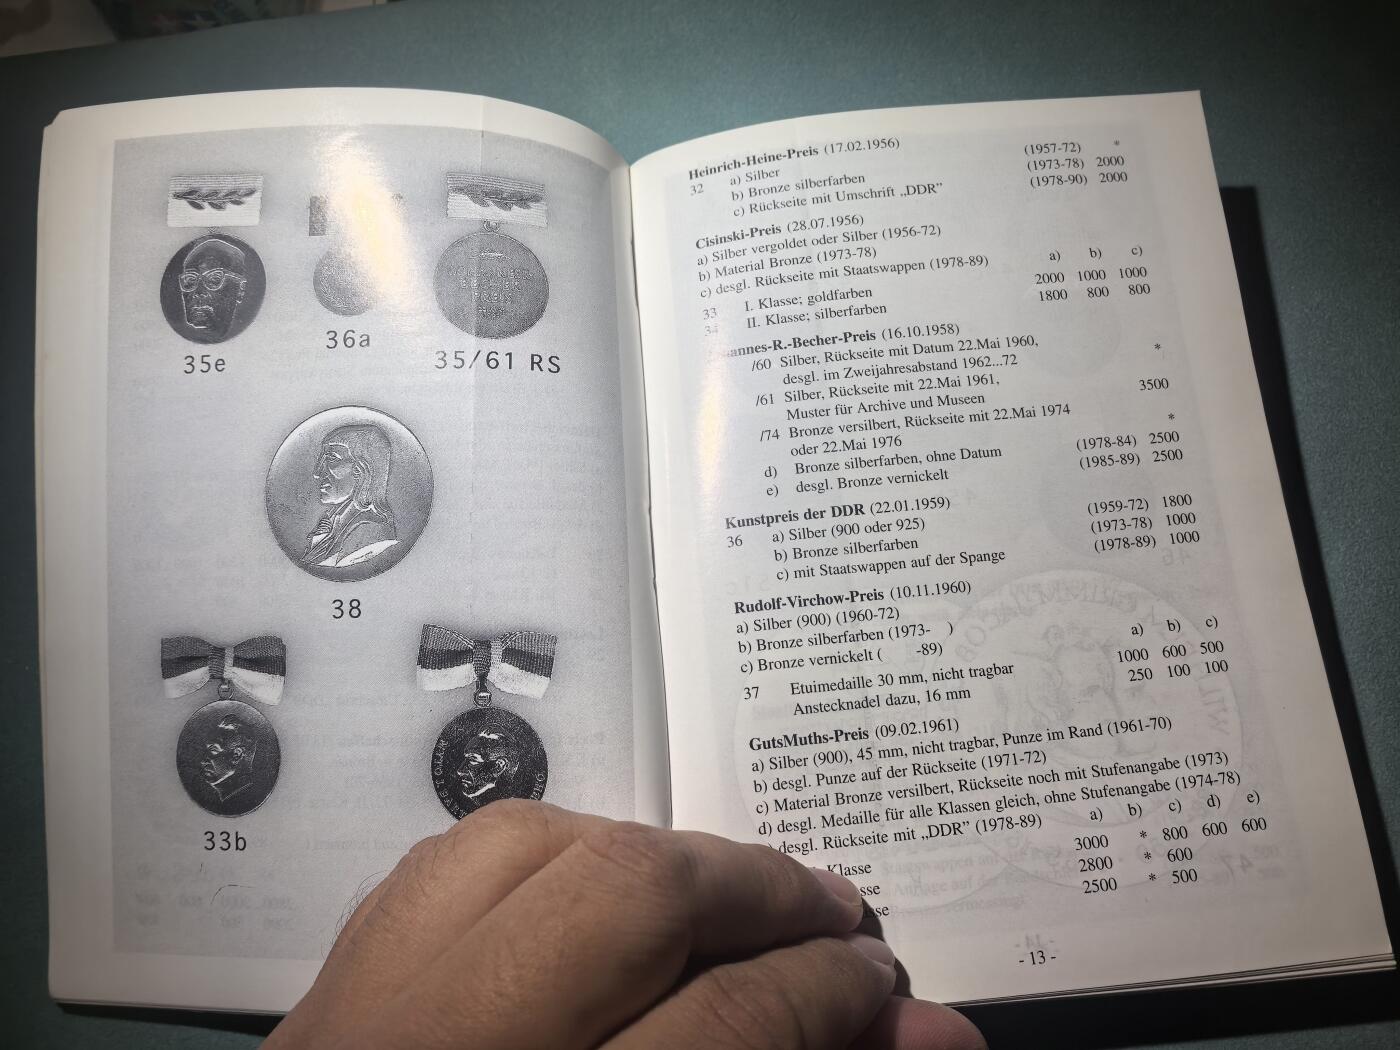 35e
36a
35/61 RS
38
33b
Heinrich-Heine-Preis (17.02.1956)
32 a) Silber (1957-72) *
b) Bronze silberfarben (1973-78) 2000
c) Rückseite mit Umschrift „DDR” (1978-90) 2000
Cisinski-Preis (28.07.1956)
a) Silber vergoldet oder Silber (1956-72)
b) Material Bronze (1973-78)
c) desgl. Rückseite mit Staatswappen (1978-89) a) b) c)
33 I. Klasse; goldfarben 2000 1000 1000
34 II. Klasse; silberfarben 1800 800 800
annes-R.-Becher-Preis (16.10.1958)
/60 Silber, Rückseite mit Datum 22.Mai 1960,
desgl. im Zweijahresabstand 1962...72 *
/61 Silber, Rückseite mit 22.Mai 1961,
Muster für Archive und Museen 3500
/74 Bronze versilbert, Rückseite mit 22.Mai 1974
oder 22.Mai 1976 *
d) Bronze silberfarben, ohne Datum (1978-84) 2500
e) desgl. Bronze vernickelt (1985-89) 2500
Kunstpreis der DDR (22.01.1959)
36 a) Silber (900 oder 925) (1959-72) 1800
b) Bronze silberfarben (1973-78) 1000
c) mit Staatswappen auf der Spange (1978-89) 1000
Rudolf-Virchow-Preis (10.11.1960)
a) Silber (900) (1960-72)
b) Bronze silberfarben (1973- )
c) Bronze vernickelt ( -89) a) b) c)
37 Etuimedaille 30 mm, nicht tragbar 1000 600 500
Anstecknadel dazu, 16 mm 250 100 100
GutsMuths-Preis (09.02.1961)
a) Silber (900), 45 mm, nicht tragbar, Punze im Rand (1961-70)
b) desgl. Punze auf der Rückseite (1971-72)
c) Material Bronze versilbert, Rückseite noch mit Stufenangabe (1973)
d) desgl. Medaille für alle Klassen gleich, ohne Stufenangabe (1974-78)
) desgl. Rückseite mit „DDR” (1978-89) a) b) c) d) e)
Klasse 3000 * 800 600 600
sse 2800 * 600
sse 2500 * 500
- 13 -